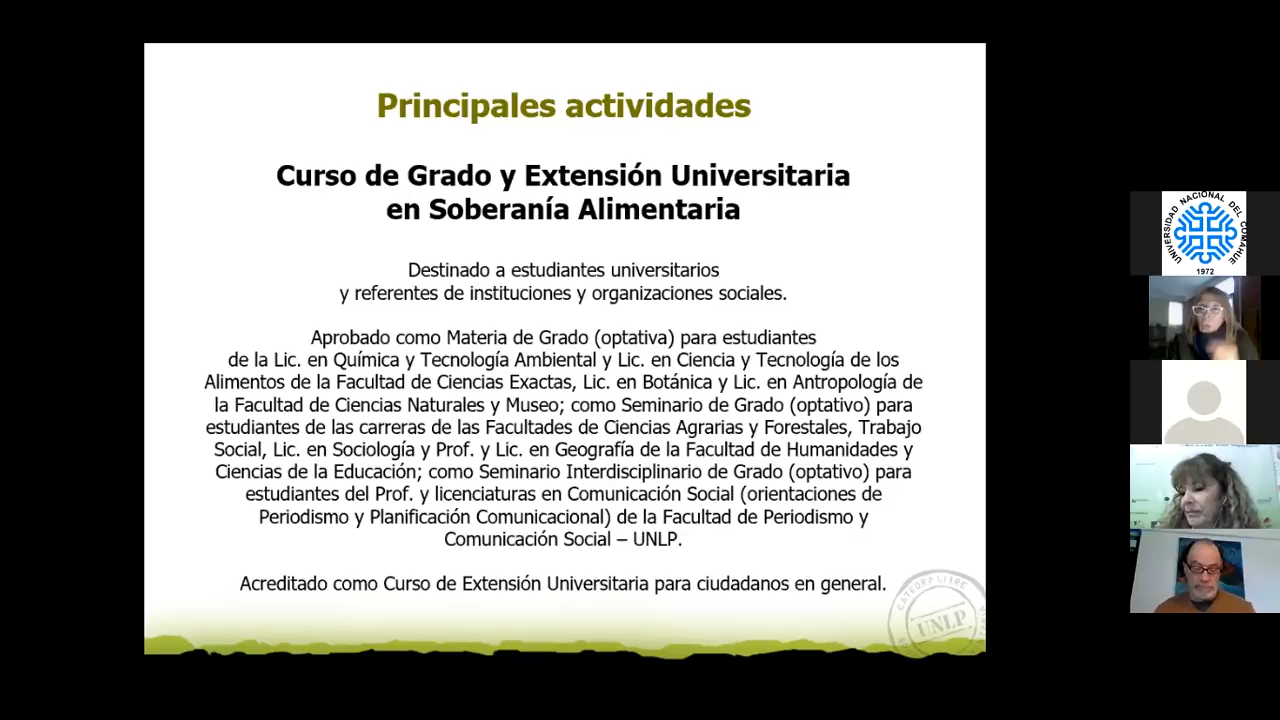 Principales actividades
Curso de Grado y Extensión Universitaria
en Soberanía Alimentaria
Destinado a estudiantes universitarios
y referentes de instituciones y organizaciones sociales.
Aprobado como Materia de Grado (optativa) para estudiantes
de la Lic. en Química y Tecnología Ambiental y Lic. en Ciencia y Tecnología de los
Alimentos de la Facultad de Ciencias Exactas, Lic. en Botánica y Lic. en Antropología de
la Facultad de Ciencias Naturales y Museo; como Seminario de Grado (optativo) para
estudiantes de las carreras de las Facultades de Ciencias Agrarias y Forestales, Trabajo
Social, Lic. en Sociología y Prof. y Lic. en Geografía de la Facultad de Humanidades y
Ciencias de la Educación; como Seminario Interdisciplinario de Grado (optativo) para
estudiantes del Prof. y licenciaturas en Comunicación Social (orientaciones de
Periodismo y Planificación Comunicacional) de la Facultad de Periodismo y
Comunicación Social – UNLP.
Acreditado como Curso de Extensión Universitaria para ciudadanos en general.
CÁTEDRA LIBRE
UNLP
UNIVERSIDAD NACIONAL DEL COMAHUE
1972